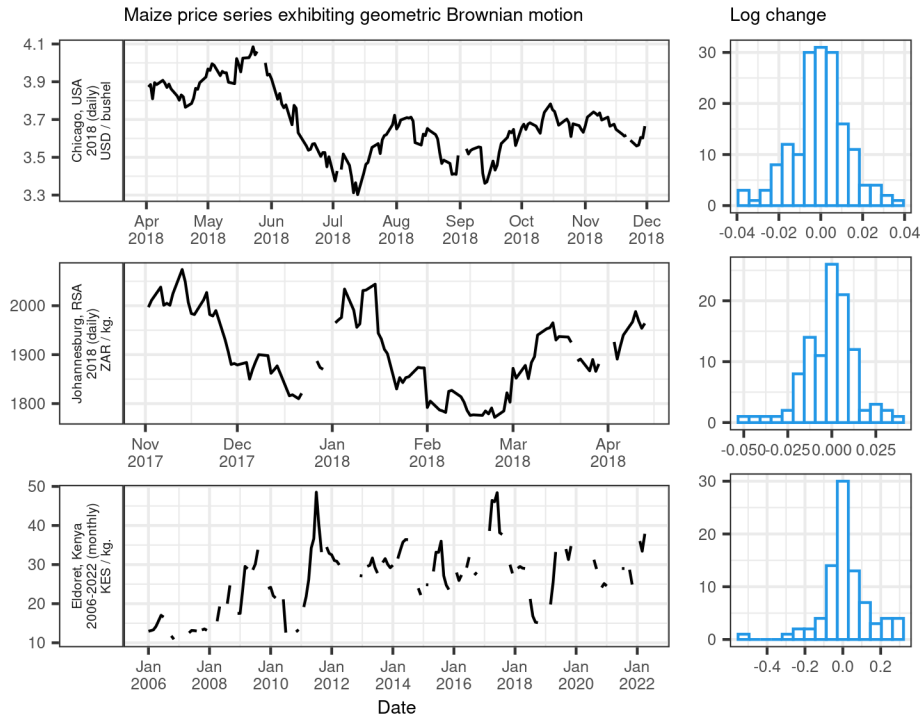 Maize price series exhibiting geometric Brownian motion
Log change
Chicago, USA
2018 (daily)
USD / bushel
4.1
3.9
3.7
3.5
3.3
Apr May Jun Jul Aug Sep Oct Nov Dec
2018 2018 2018 2018 2018 2018 2018 2018 2018
30
20
10
0
-0.04 -0.02 0.00 0.02 0.04
Johannesburg, RSA
2018 (daily)
ZAR / kg.
2000
1900
1800
Nov Dec Jan Feb Mar Apr
2017 2017 2018 2018 2018 2018
20
10
0
-0.050 -0.025 0.000 0.025
Eldoret, Kenya
2006-2022 (monthly)
KES / kg.
50
40
30
20
10
Jan Jan Jan Jan Jan Jan Jan Jan Jan
2006 2008 2010 2012 2014 2016 2018 2020 2022
Date
30
20
10
0
-0.4 -0.2 0.0 0.2